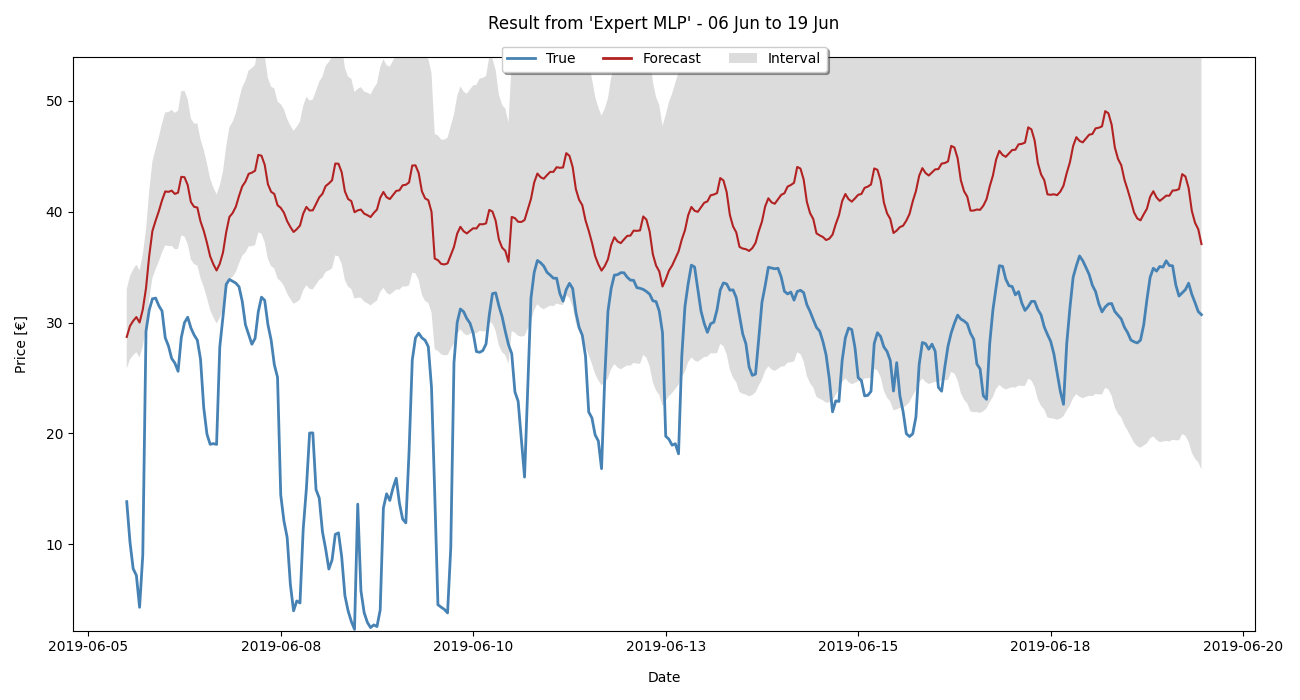 Result from 'Expert MLP' - 06 Jun to 19 Jun
True Forecast Interval
50
40
30
20
10
Price [€]
2019-06-05 2019-06-08 2019-06-10 2019-06-13 2019-06-15 2019-06-18 2019-06-20
Date